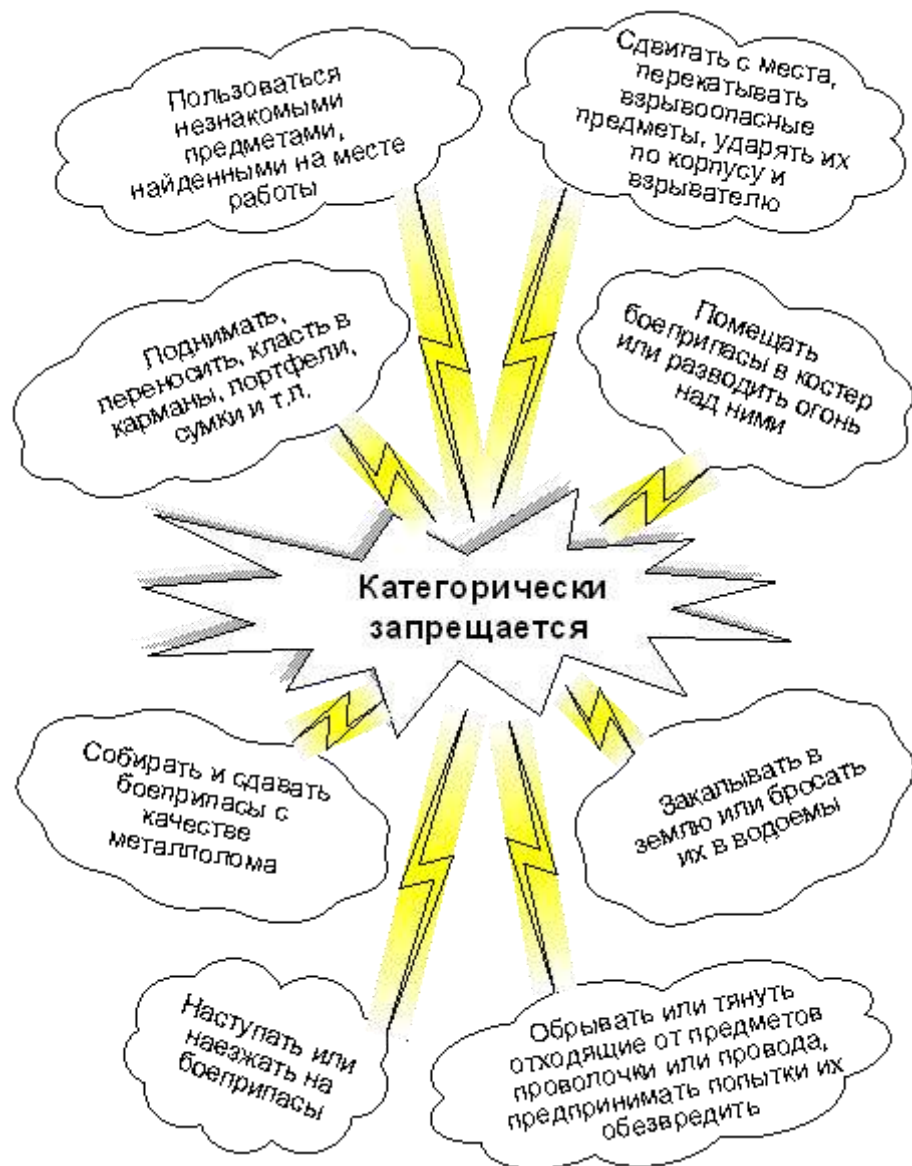 Пользоваться
незнакомыми
предметами,
найденными на месте
работы
Сдвигать с места,
перекатывать
взрывоопасные
предметы, ударять их
по корпусу и
взрывателю
Поднимать,
переносить, класть в
карманы, портфели,
сумки и т.п.
Помещать
боеприпасы в костер
или разводить огонь
над ними
Категорически
запрещается
Собирать и сдавать
боеприпасы с
качестве
металлолома
Закапывать в
землю или бросать
их в водоемы
Наступать или
наезжать на
боеприпасы
Обрывать или тянуть
отходящие от предметов
проволочки или провода,
предпринимать попытки их
обезвредить